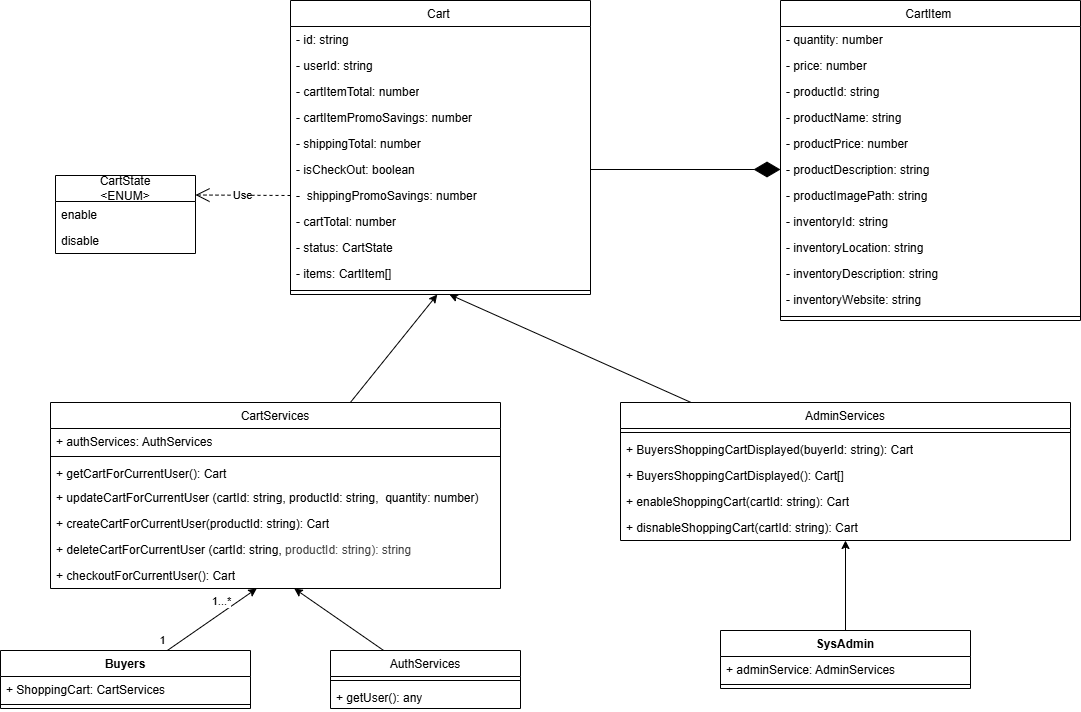 Cart
- id: string
- userId: string
- cartItemTotal: number
- cartItemPromoSavings: number
- shippingTotal: number
- isCheckOut: boolean
- shippingPromoSavings: number
- cartTotal: number
- status: CartState
- items: CartItem[]
CartItem
- quantity: number
- price: number
- productId: string
- productName: string
- productPrice: number
- productDescription: string
- productImagePath: string
- inventoryId: string
- inventoryLocation: string
- inventoryDescription: string
- inventoryWebsite: string
CartState
<ENUM>
enable
disable
Use
CartServices
+ authServices: AuthServices
+ getCartForCurrentUser(): Cart
+ updateCartForCurrentUser (cartId: string, productId: string, quantity: number)
+ createCartForCurrentUser(productId: string): Cart
+ deleteCartForCurrentUser (cartId: string, productId: string): string
+ checkoutForCurrentUser(): Cart
AdminServices
+ BuyersShoppingCartDisplayed(buyerId: string): Cart
+ BuyersShoppingCartDisplayed(): Cart[]
+ enableShoppingCart(cartId: string): Cart
+ disnableShoppingCart(cartId: string): Cart
1...*
1
Buyers
+ ShoppingCart: CartServices
AuthServices
+ getUser(): any
SysAdmin
+ adminService: AdminServices